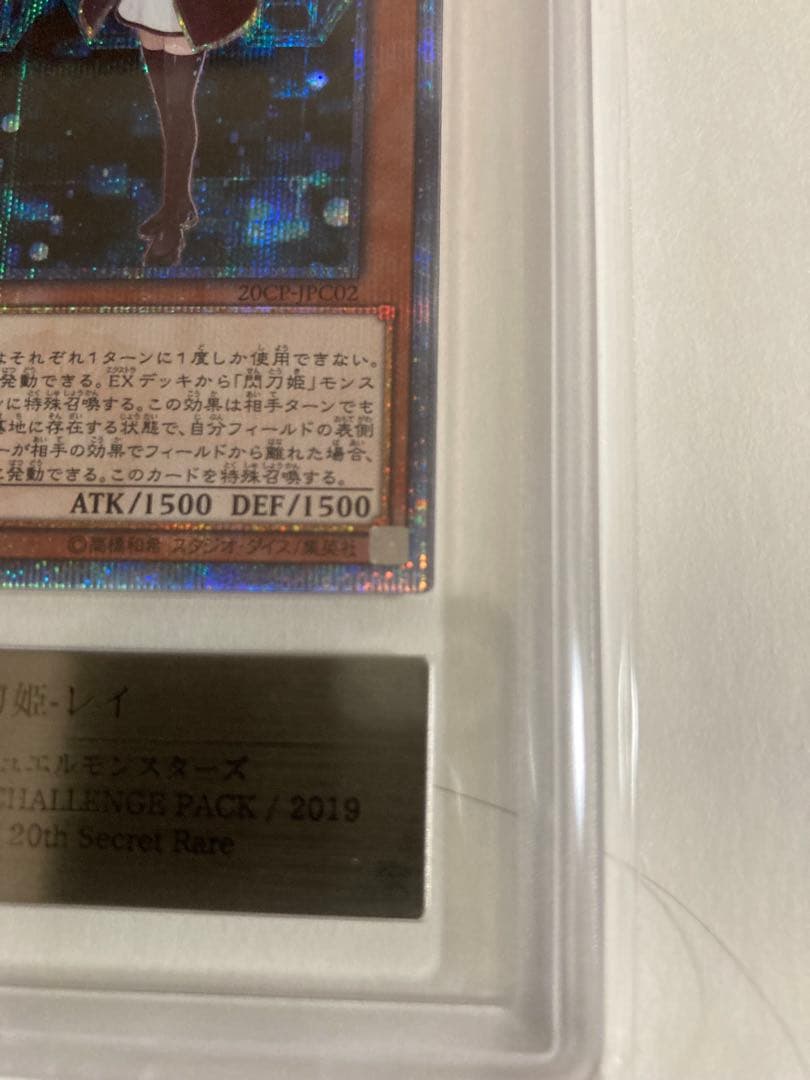 20CP-JPC02
はそれぞれ1ターンに1度しか使用できない。
発動できる。EXデッキから「閃刀姫」モンス
に特殊召喚する。この効果は相手ターンでも
墓地に存在する状態で、自分フィールドの表側
ーが相手の効果でフィールドから離れた場合、
発動できる。このカードを特殊召喚する。
ATK/1500 DEF/1500
©高橋和希 スタジオ・ダイス/集英社
刀姫-レイ
ュエルモンスターズ
CHALLENGE PACK / 2019
20th Secret Rare